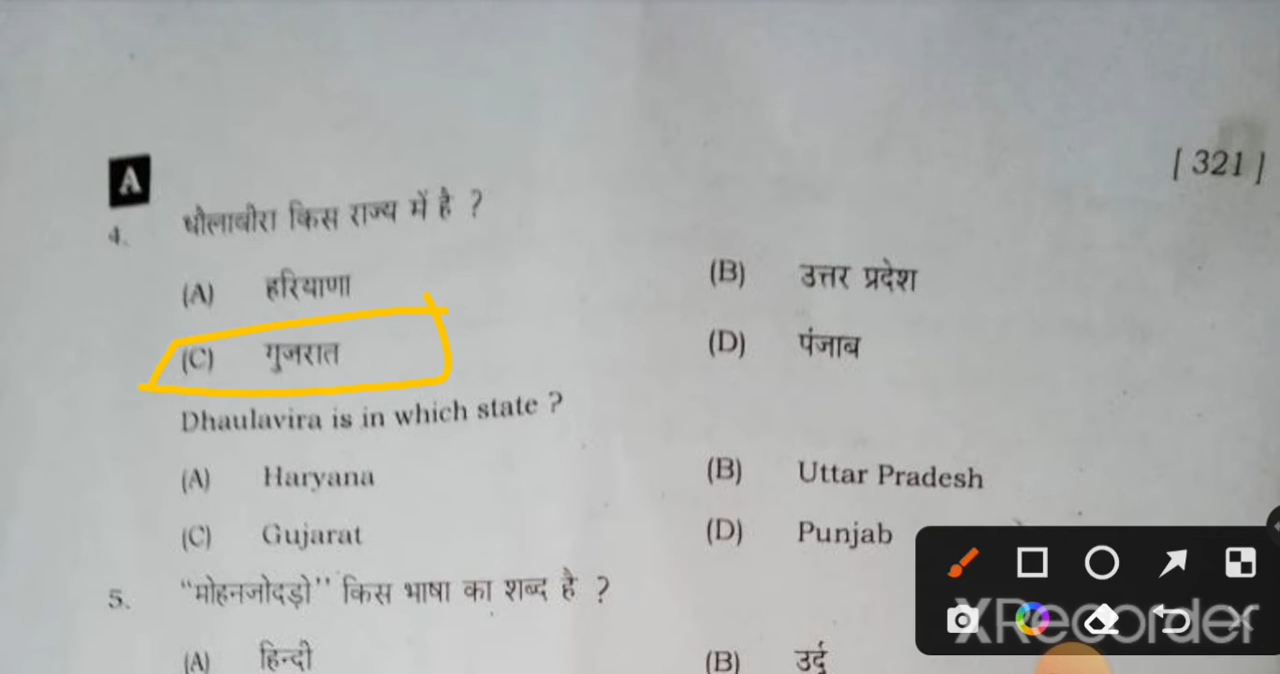 A
[ 321 ]
4. धौलावीरा किस राज्य में है ?
(A) हरियाणा (B) उत्तर प्रदेश
(C) गुजरात (D) पंजाब
Dhaulavira is in which state ?
(A) Haryana (B) Uttar Pradesh
(C) Gujarat (D) Punjab
5. "मोहनजोदड़ो" किस भाषा का शब्द है ?
(A) हिन्दी (B) उर्दू
XRecorder